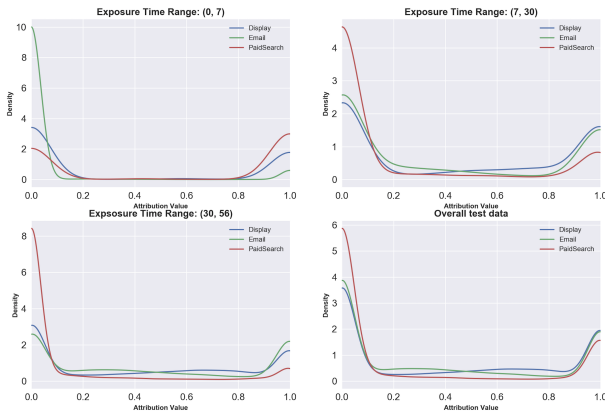 Exposure Time Range: (0, 7)
10
8
6
4
2
0
Density
Display
Email
PaidSearch
0.0 0.2 0.4 0.6 0.8 1.0
Attribution Value
Exposure Time Range: (7, 30)
4
3
2
1
0
Density
Display
Email
PaidSearch
0.0 0.2 0.4 0.6 0.8 1.0
Attribution Value
Exposure Time Range: (30, 56)
8
6
4
2
0
Density
Display
Email
PaidSearch
0.0 0.2 0.4 0.6 0.8 1.0
Attribution Value
Overall test data
6
5
4
3
2
1
0
Density
Display
Email
PaidSearch
0.0 0.2 0.4 0.6 0.8 1.0
Attribution Value